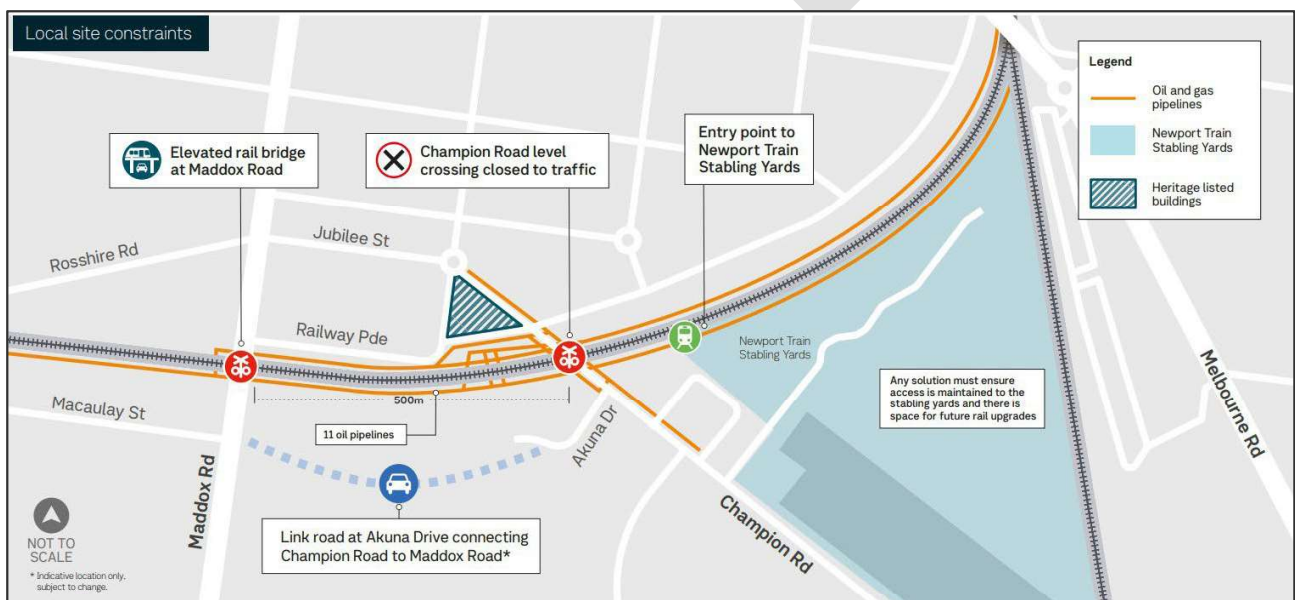 Local site constraints
Legend
Oil and gas
pipelines
Newport Train
Stabling Yards
Heritage listed
buildings
Elevated rail bridge
at Maddox Road
Champion Road level
crossing closed to traffic
Entry point to
Newport Train
Stabling Yards
Jubilee St
Rosshire Rd
Railway Pde
Newport Train
Stabling Yards
Any solution must ensure
access is maintained to the
stabling yards and there is
space for future rail upgrades
Melbourne Rd
500m
Macaulay St
11 oil pipelines
Akuna Dr
Maddox Rd
Champion Rd
Link road at Akuna Drive connecting
Champion Road to Maddox Road*
NOT TO
SCALE
* Indicative location only,
subject to change.